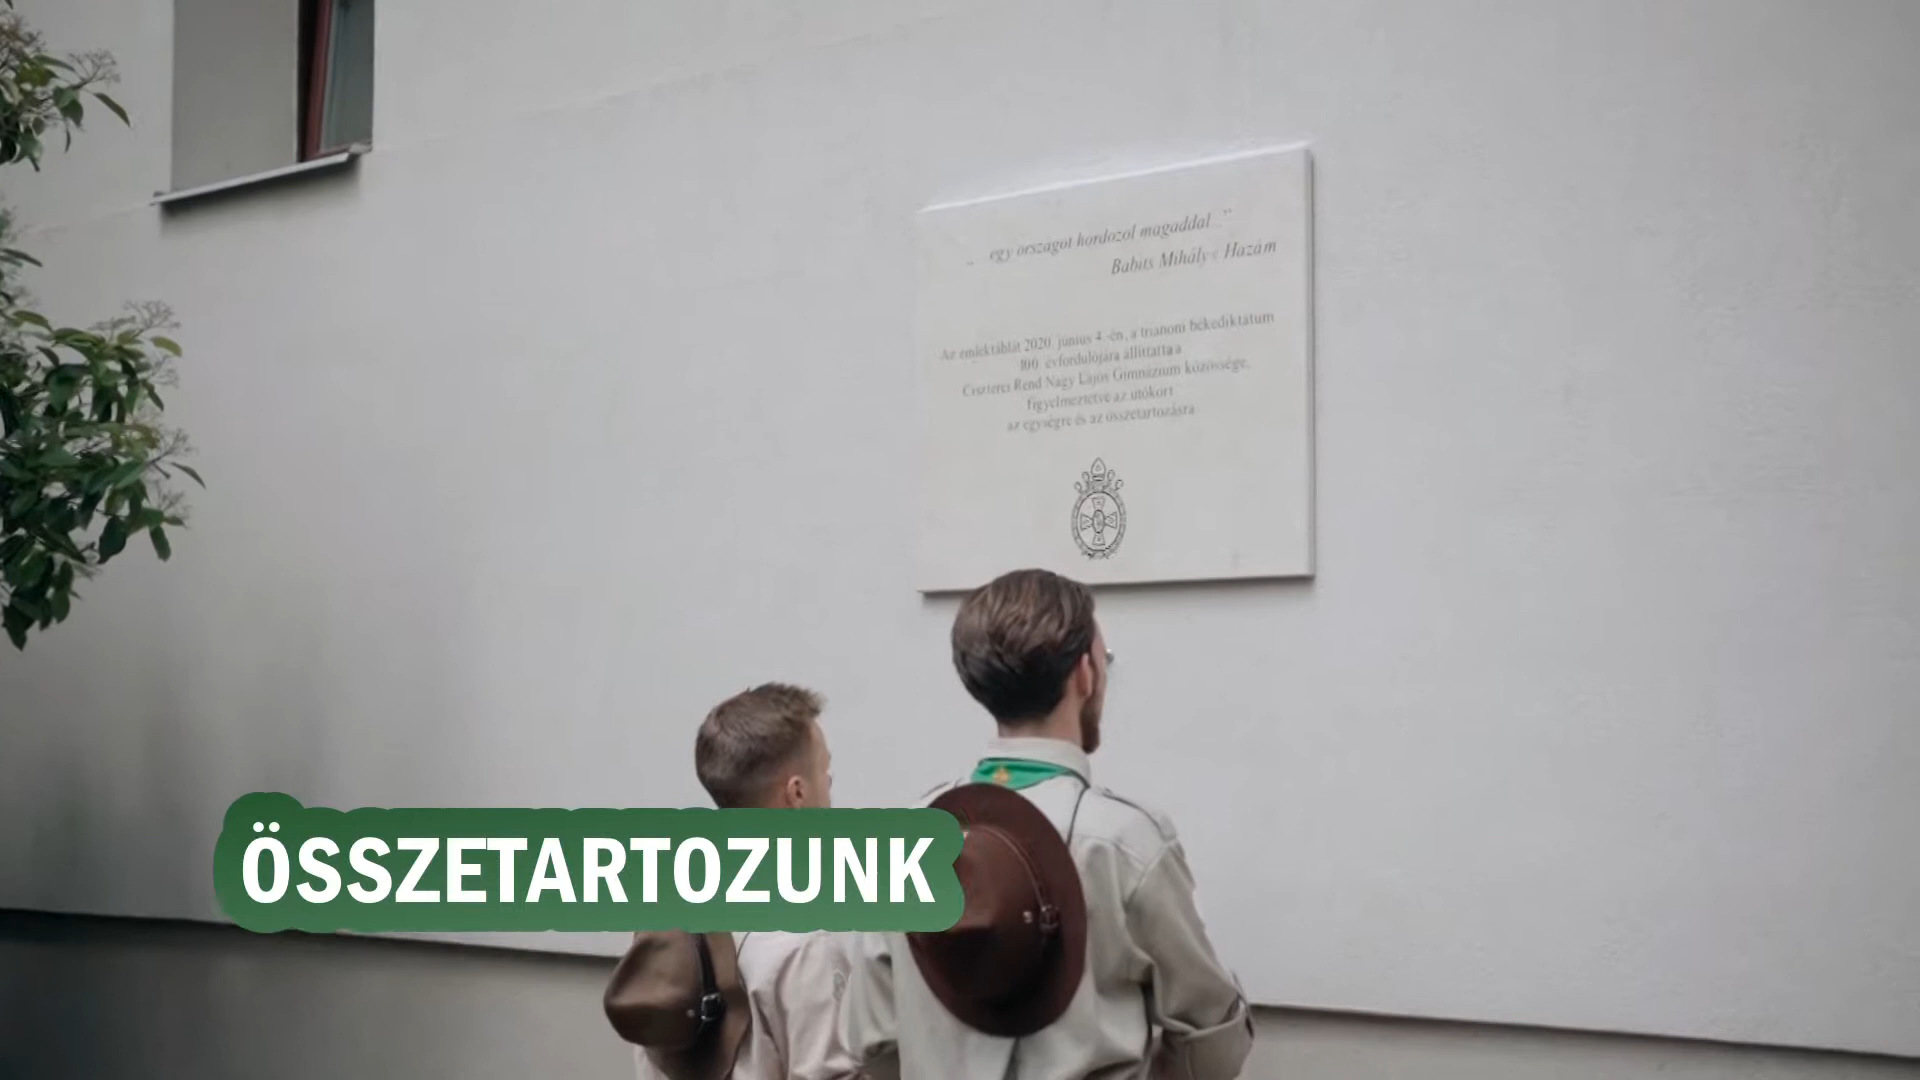 „...egy országot hordozol magaddal...”
Babits Mihály: Hazám
Az emléktáblát 2020. június 4.-én, a trianoni békediktátum
100. évfordulójára állíttatta a
Ciszterci Rend Nagy Lajos Gimnázium közössége,
figyelmeztetve az utókort
az egységre és az összetartozásra
ÖSSZETARTOZUNK